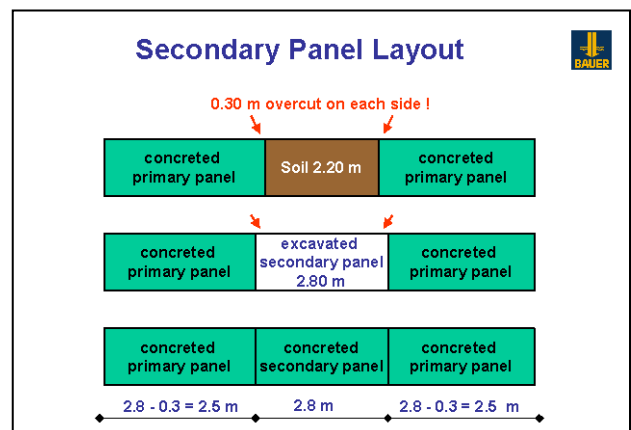 Secondary Panel Layout
BAUER
0.30 m overcut on each side !
concreted
primary panel
Soil 2.20 m
concreted
primary panel
concreted
primary panel
excavated
secondary panel
2.80 m
concreted
primary panel
concreted
primary panel
concreted
secondary panel
concreted
primary panel
2.8 - 0.3 = 2.5 m
2.8 m
2.8 - 0.3 = 2.5 m